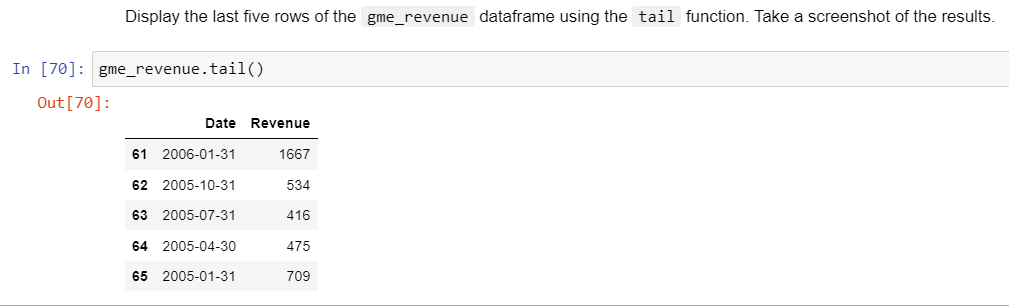 Display the last five rows of the gme_revenue dataframe using the tail function. Take a screenshot of the results.
In [70]: gme_revenue.tail()
Out[70]:
Date Revenue
61 2006-01-31 1667
62 2005-10-31 534
63 2005-07-31 416
64 2005-04-30 475
65 2005-01-31 709